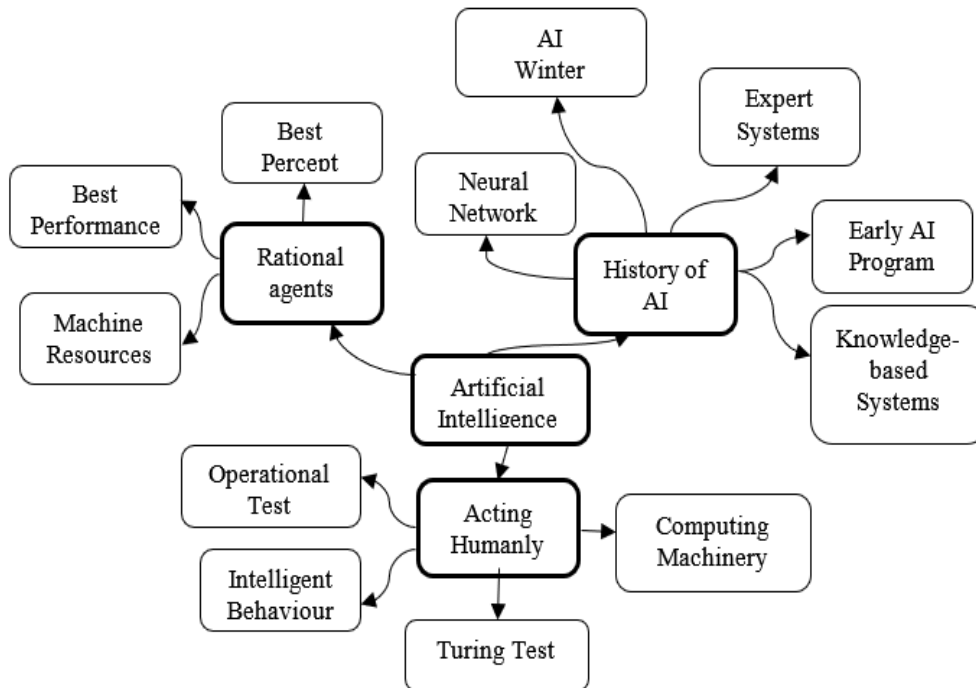 AI
Winter
Expert
Systems
Best
Percept
Neural
Network
Best
Performance
Rational
agents
History of
AI
Early AI
Program
Machine
Resources
Knowledge-
based
Systems
Artificial
Intelligence
Operational
Test
Acting
Humanly
Computing
Machinery
Intelligent
Behaviour
Turing Test